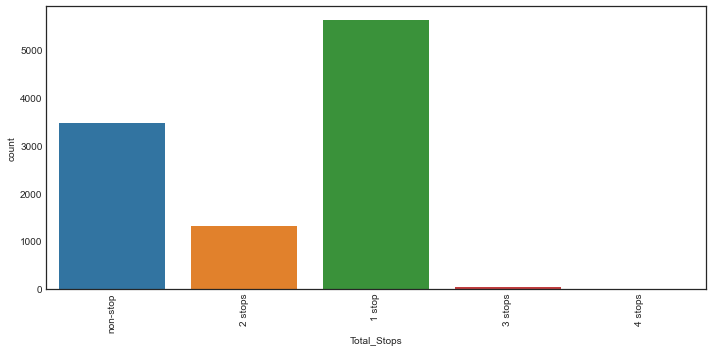 5000
4000
3000
2000
1000
0
count
non-stop
2 stops
1 stop
3 stops
4 stops
Total_Stops